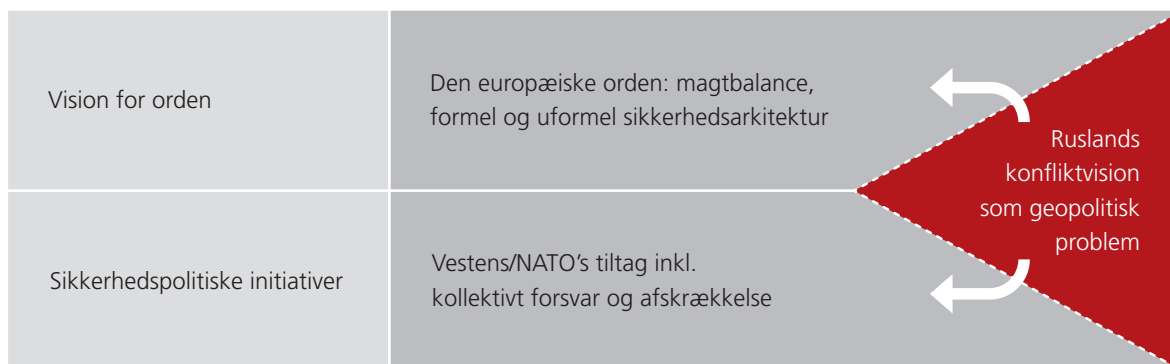 Vision for orden
Den europæiske orden: magtbalance,
formel og uformel sikkerhedsarkitektur
Ruslands
konfliktvision
som geopolitisk
problem
Sikkerhedspolitiske initiativer
Vestens/NATO’s tiltag inkl.
kollektivt forsvar og afskrækkelse